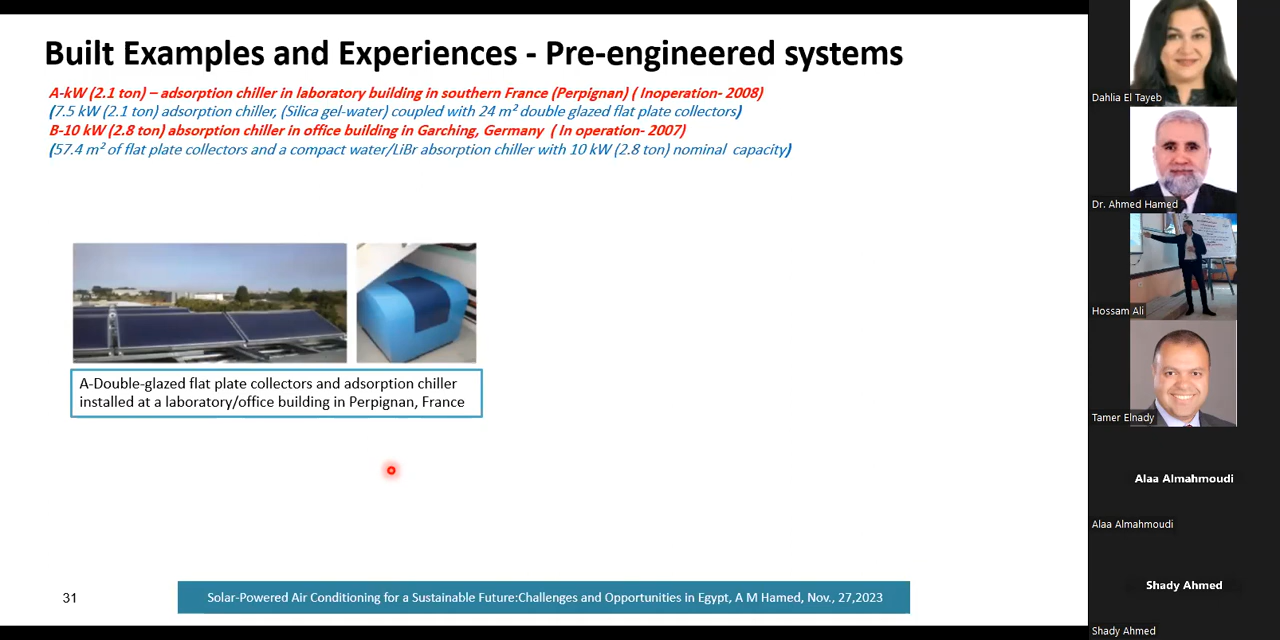 Built Examples and Experiences - Pre-engineered systems
A-kW (2.1 ton) – adsorption chiller in laboratory building in southern France (Perpignan) ( Inoperation- 2008)
(7.5 kW (2.1 ton) adsorption chiller, (Silica gel-water) coupled with 24 m² double glazed flat plate collectors)
B-10 kW (2.8 ton) absorption chiller in office building in Garching, Germany ( In operation- 2007)
(57.4 m² of flat plate collectors and a compact water/LiBr absorption chiller with 10 kW (2.8 ton) nominal capacity)
A-Double-glazed flat plate collectors and adsorption chiller
installed at a laboratory/office building in Perpignan, France
31
Solar-Powered Air Conditioning for a Sustainable Future:Challenges and Opportunities in Egypt, A M Hamed, Nov., 27,2023
Dahlia El Tayeb
Dr. Ahmed Hamed
Hossam Ali
Tamer Elnady
Alaa Almahmoudi
Alaa Almahmoudi
Shady Ahmed
Shady Ahmed